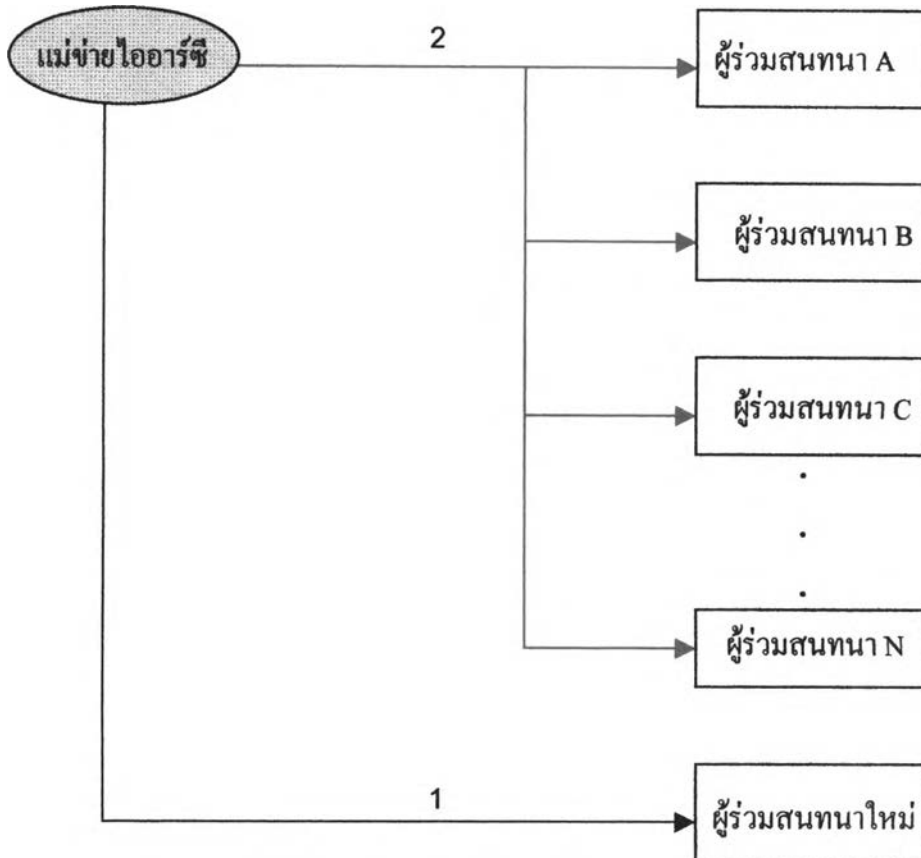 แม่ข่ายไออาร์ซี
2
ผู้ร่วมสนทนา A
ผู้ร่วมสนทนา B
ผู้ร่วมสนทนา C
.
.
.
ผู้ร่วมสนทนา N
1
ผู้ร่วมสนทนาใหม่